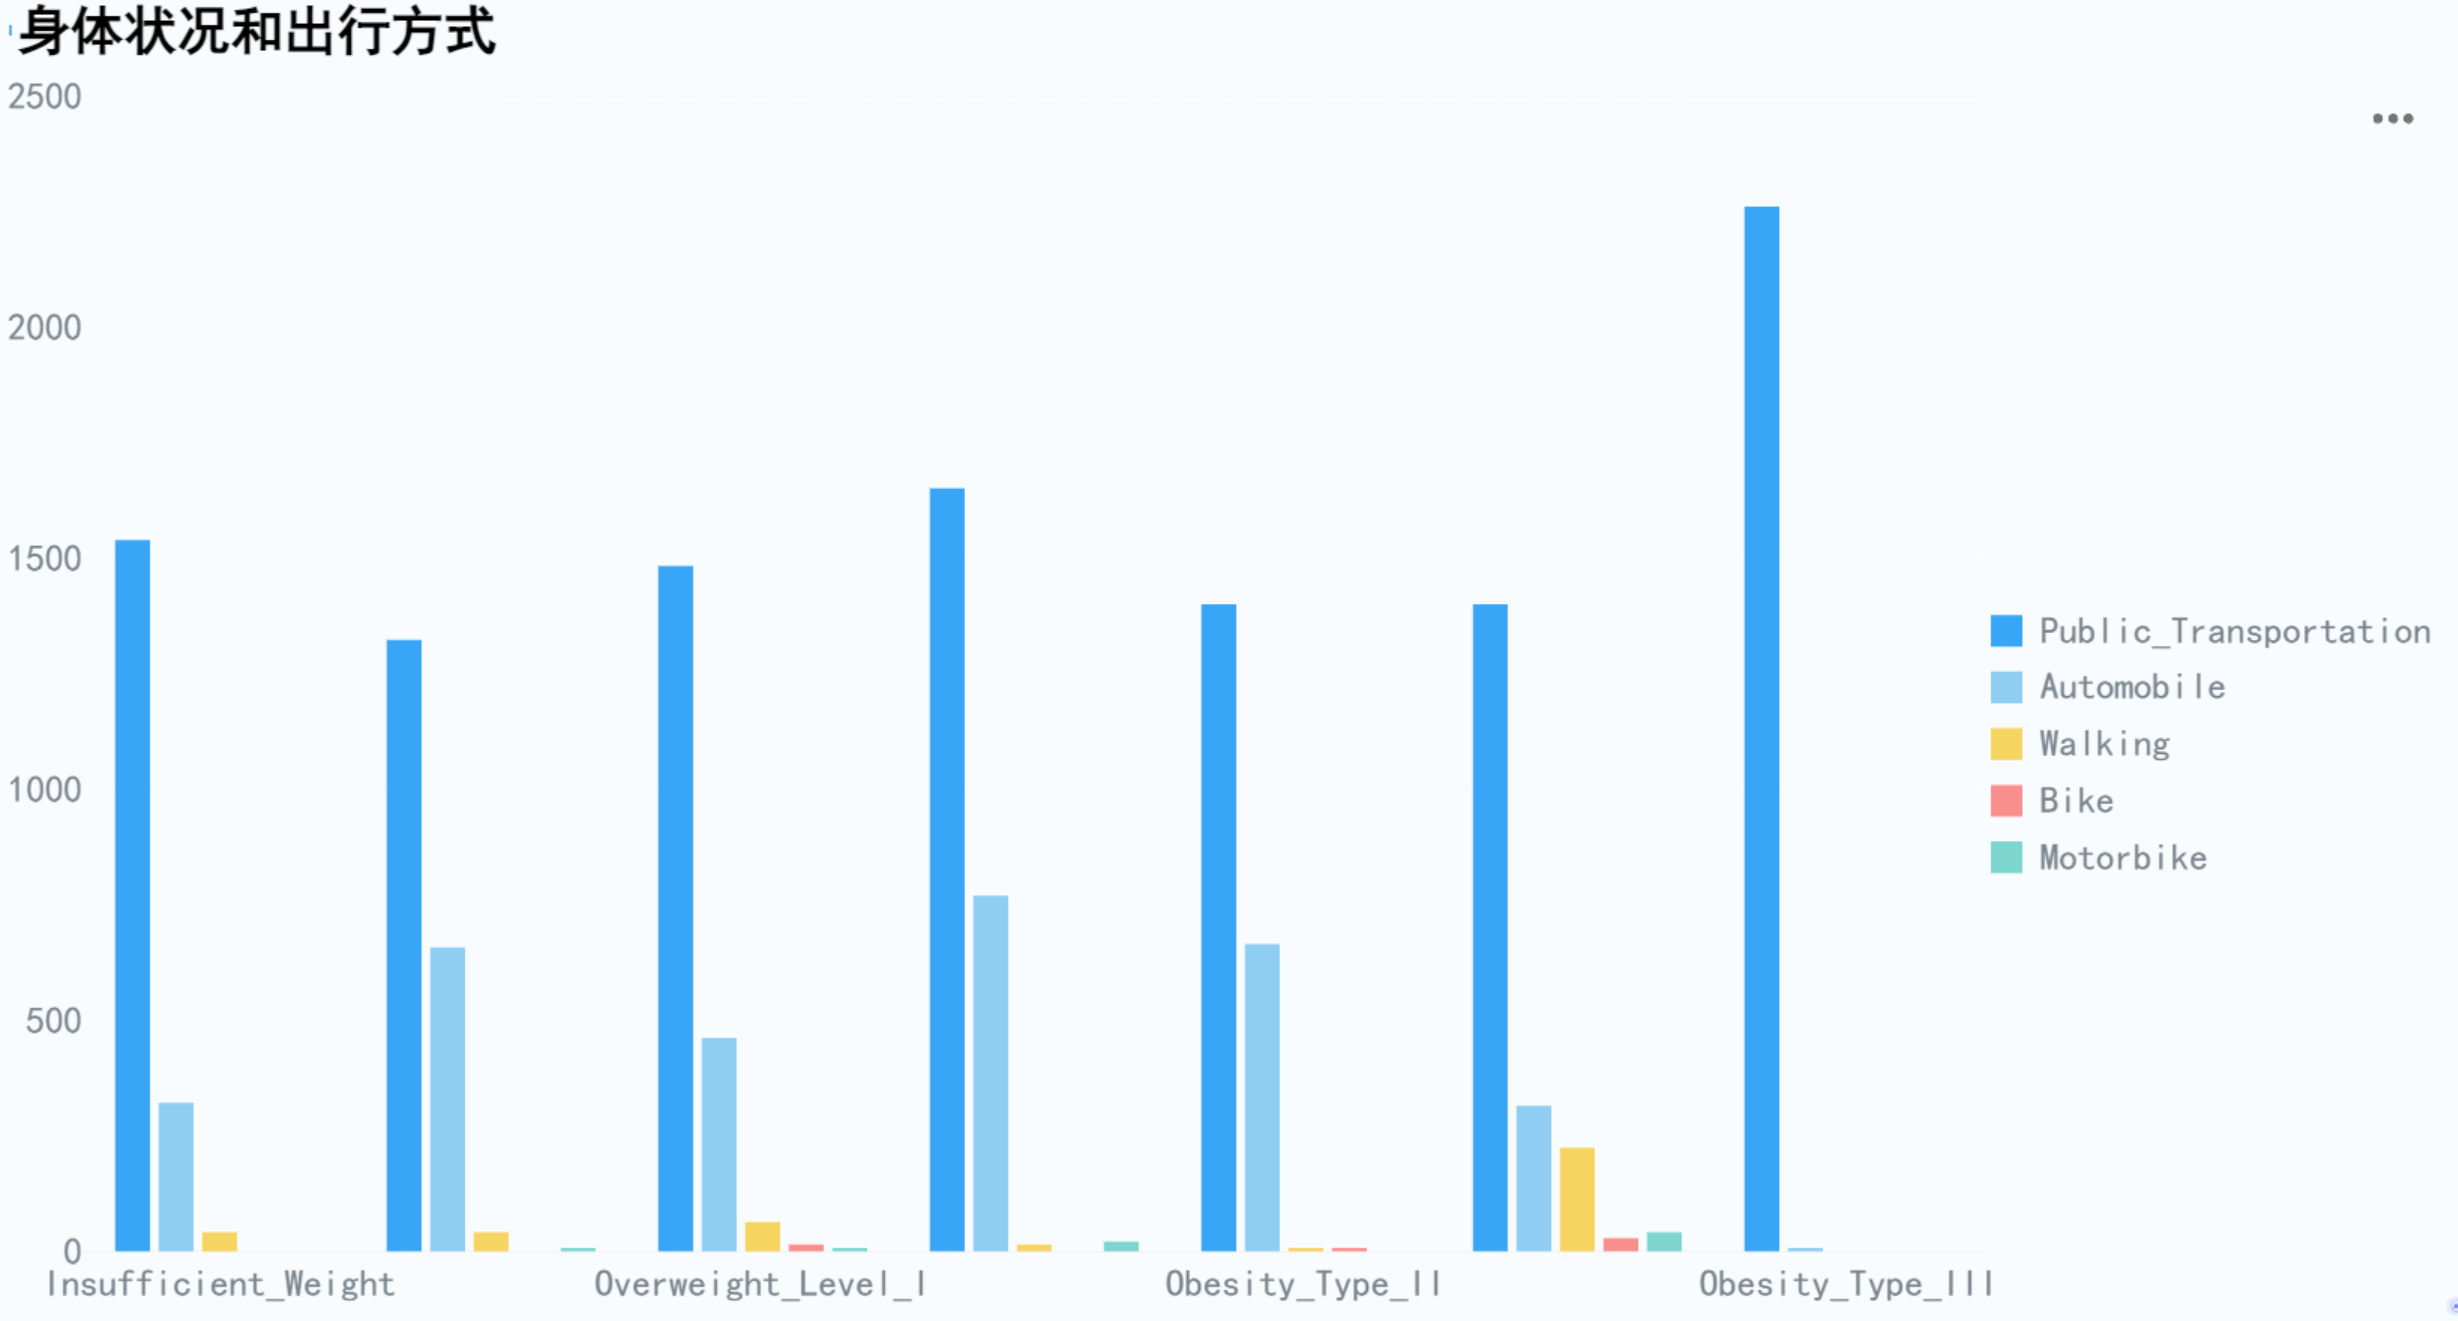 身体状况和出行方式
2500
2000
1500
1000
500
0
Insufficient_Weight
Overweight_Level_I
Obesity_Type_II
Obesity_Type_III
Public_Transportation
Automobile
Walking
Bike
Motorbike